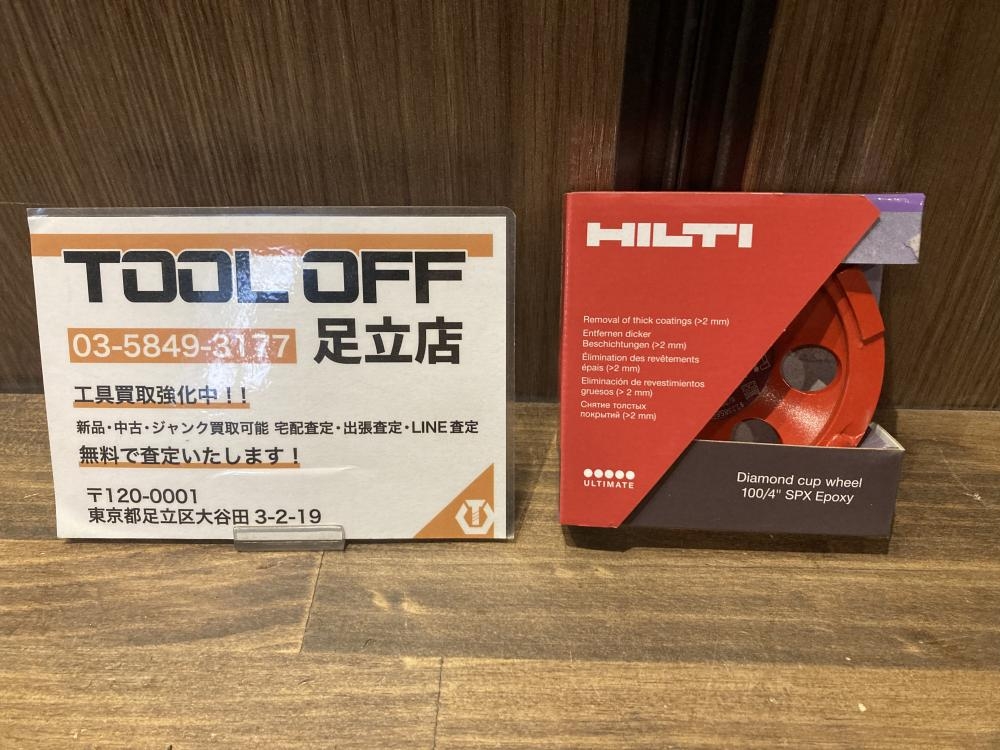 TOOL OFF
03-5849-3177 足立店
工具買取強化中！！
新品・中古・ジャンク買取可能 宅配査定・出張査定・LINE査定
無料で査定いたします！
〒120-0001
東京都足立区大谷田3-2-19
HILTI
Removal of thick coatings (>2 mm)
Entfernen dicker
Beschichtungen (>2 mm)
Élimination des revêtements
épais (>2 mm)
Eliminación de revestimientos
gruesos (>2 mm)
Снятие толстых
покрытий (>2 mm)
ULTIMATE
Diamond cup wheel
100/4" SPX Epoxy